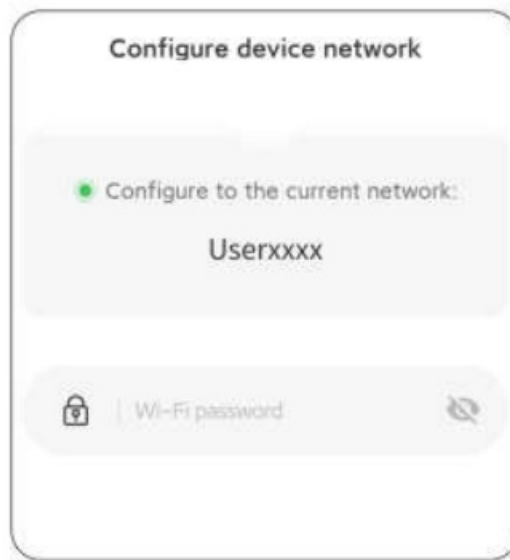 Configure device network
Configure to the current network:
Userxxxx
Wi-Fi password